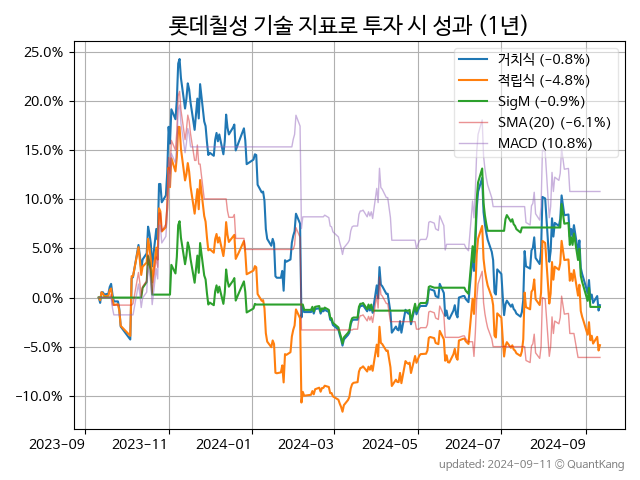 롯데칠성 기술 지표로 투자 시 성과 (1년)
25.0%
20.0%
15.0%
10.0%
5.0%
0.0%
−5.0%
−10.0%
거치식 (−0.8%)
적립식 (−4.8%)
SigM (−0.9%)
SMA(20) (−6.1%)
MACD (10.8%)
2023-09 2023-11 2024-01 2024-03 2024-05 2024-07 2024-09
updated: 2024-09-11 © QuantKang